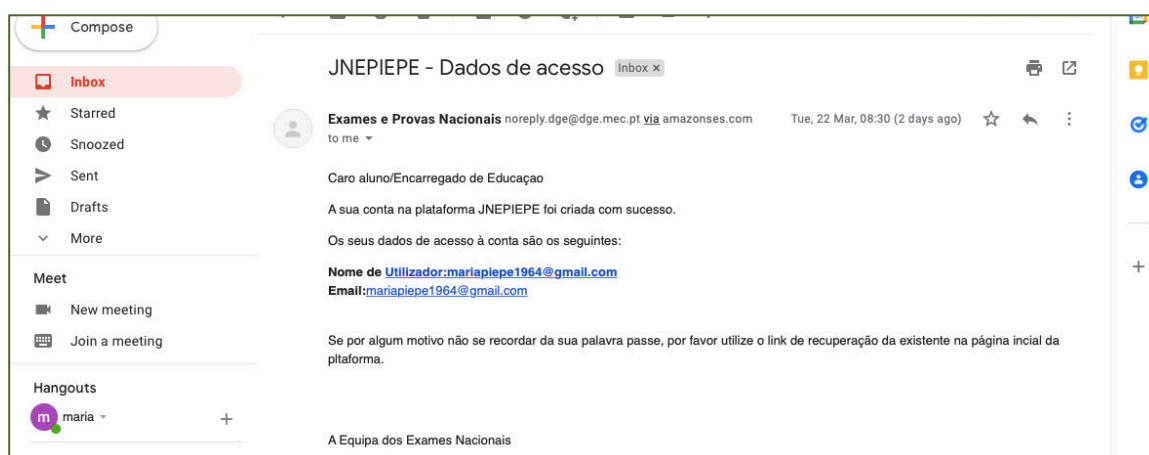 Compose
Inbox
Starred
Snoozed
Sent
Drafts
More
Meet
New meeting
Join a meeting
Hangouts
m maria
JNEPIEPE - Dados de acesso Inbox x
Exames e Provas Nacionais noreply.dge@dge.mec.pt via amazonses.com Tue, 22 Mar, 08:30 (2 days ago)
to me
Caro aluno/Encarregado de Educaçao
A sua conta na plataforma JNEPIEPE foi criada com sucesso.
Os seus dados de acesso à conta são os seguintes:
Nome de Utilizador:mariapiepe1964@gmail.com
Email:mariapiepe1964@gmail.com
Se por algum motivo não se recordar da sua palavra passe, por favor utilize o link de recuperação da existente na página incial da
pltaforma.
A Equipa dos Exames Nacionais